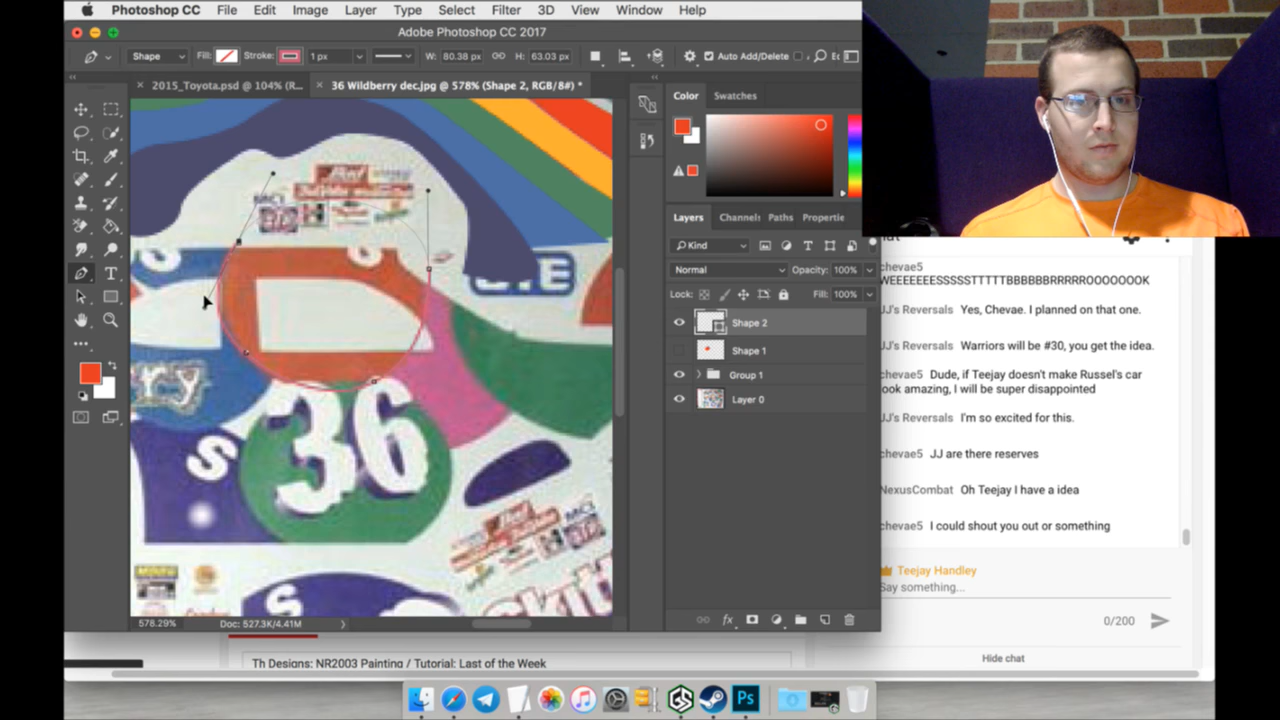 Photoshop CC File Edit Image Layer Type Select Filter 3D View Window Help
Adobe Photoshop CC 2017
Shape Fill: Stroke: 1 px W: 80.38 px H: 63.03 px Auto Add/Delete
2015_Toyota.psd @ 104% (R...
36 Wildberry dec.jpg @ 578% (Shape 2, RGB/8#) *
Color Swatches
Layers Channels Paths Propertie
Kind
Normal Opacity: 100%
Lock: Fill: 100%
Shape 2
Shape 1
Group 1
Layer 0
S
36
578.29% Doc: 527.3K/4.41M
chevae5
WEEEEEEESSSSSTTTTTBBBBBBRRRRROOOOOOK
JJ's Reversals Yes, Chevae. I planned on that one.
JJ's Reversals Warriors will be #30, you get the idea.
chevae5 Dude, if Teejay doesn't make Russel's car
ook amazing, I will be super disappointed
JJ's Reversals I'm so excited for this.
chevae5 JJ are there reserves
NexusCombat Oh Teejay I have a idea
chevae5 I could shout you out or something
Teejay Handley
Say something...
0/200
Hide chat
Th Designs: NR2003 Painting / Tutorial: Last of the Week
GS
Ps